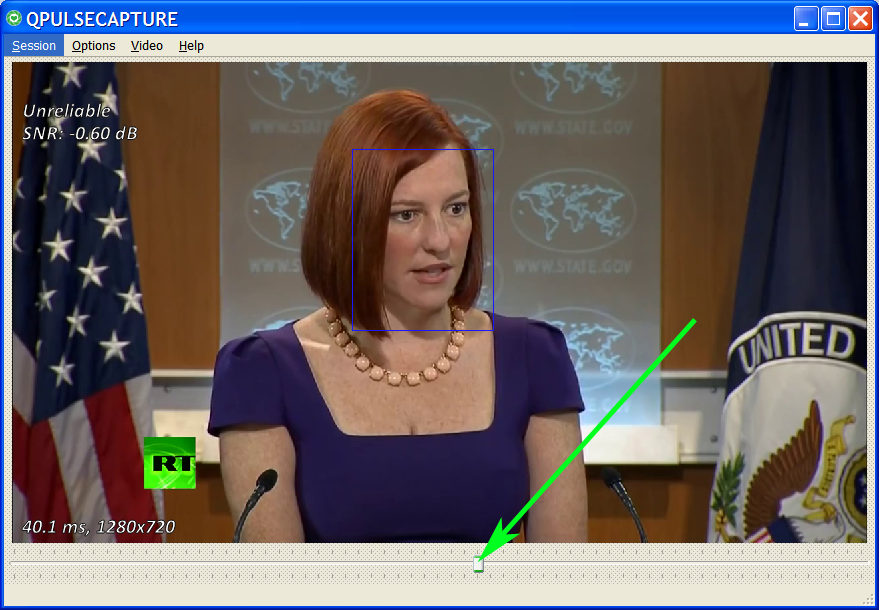 QPULSECAPTURE
Session Options Video Help
Unreliable
SNR: -0.60 dB
WWW.STATE.GOV
WWW.STATE.GOV
WWW.STATE.GOV
WWW.STATE.GOV
UNITED
RT
40.1 ms, 1280x720